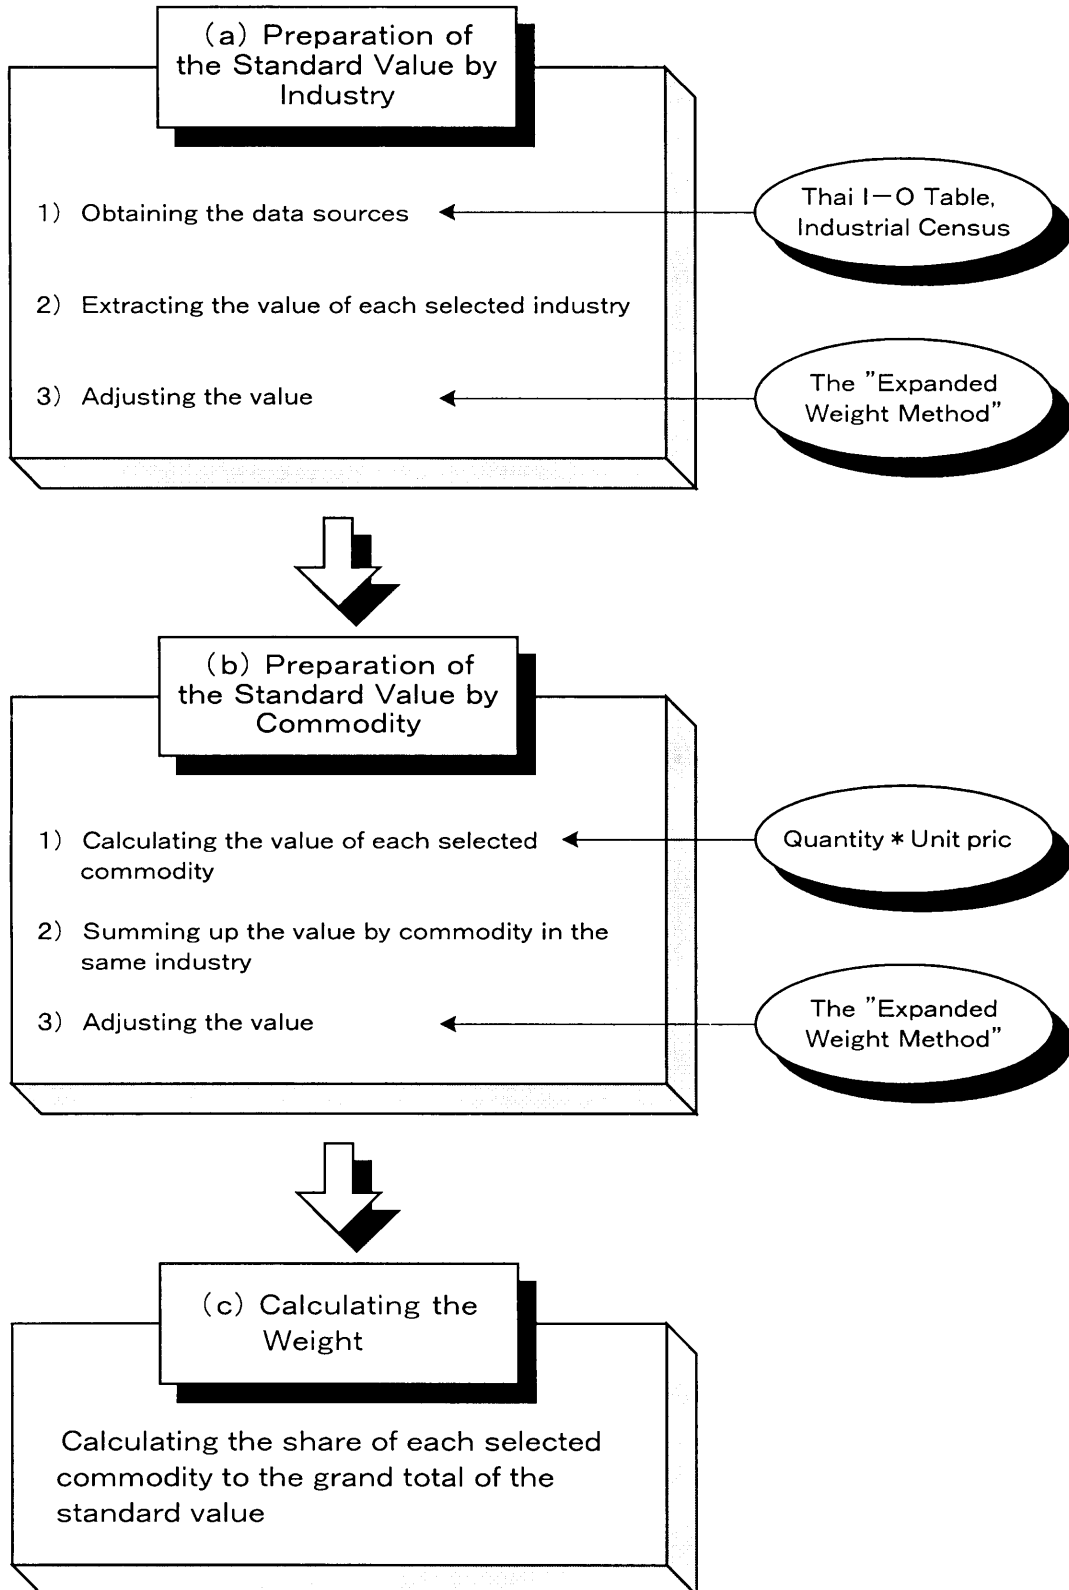 (a) Preparation of
the Standard Value by
Industry
1) Obtaining the data sources
Thai I-O Table,
Industrial Census
2) Extracting the value of each selected industry
3) Adjusting the value
The "Expanded
Weight Method"
(b) Preparation of
the Standard Value by
Commodity
1) Calculating the value of each selected
commodity
Quantity * Unit pric
2) Summing up the value by commodity in the
same industry
3) Adjusting the value
The "Expanded
Weight Method"
(c) Calculating the
Weight
Calculating the share of each selected
commodity to the grand total of the
standard value